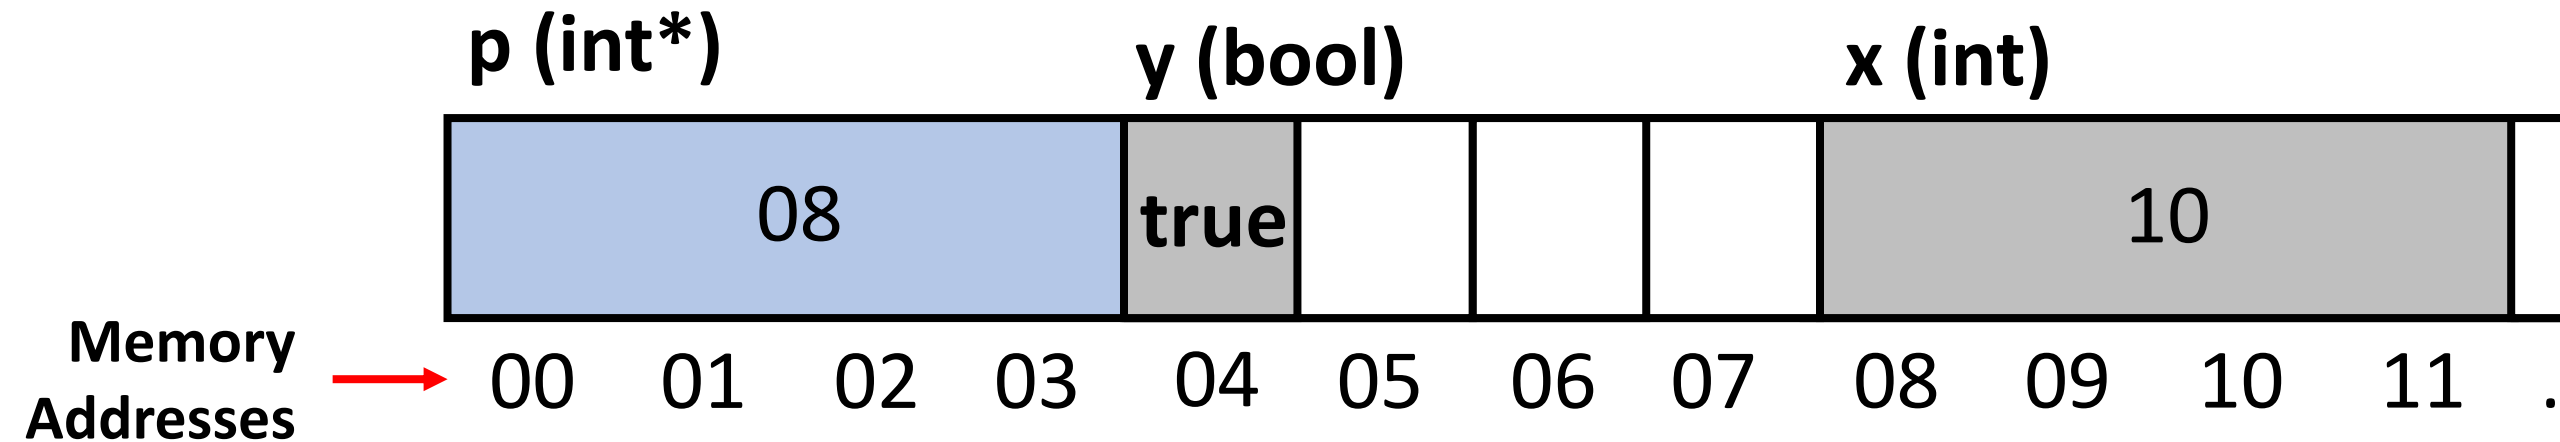 p (int*) y (bool) x (int)
08 true 10
Memory
Addresses
00 01 02 03 04 05 06 07 08 09 10 11 .